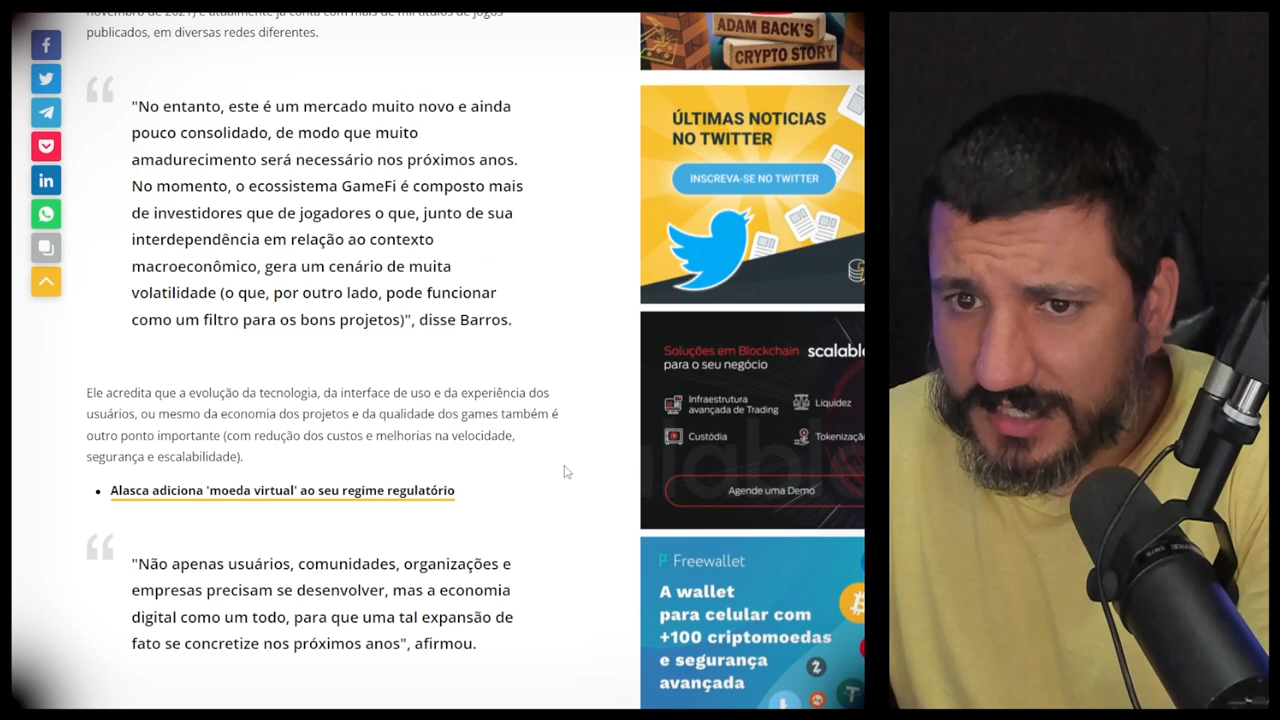 novembro de 2021) e atualmente já conta com mais de mil títulos de jogos
publicados, em diversas redes diferentes.
"No entanto, este é um mercado muito novo e ainda
pouco consolidado, de modo que muito
amadurecimento será necessário nos próximos anos.
No momento, o ecossistema GameFi é composto mais
de investidores que de jogadores o que, junto de sua
interdependência em relação ao contexto
macroeconômico, gera um cenário de muita
volatilidade (o que, por outro lado, pode funcionar
como um filtro para os bons projetos)", disse Barros.
Ele acredita que a evolução da tecnologia, da interface de uso e da experiência dos
usuários, ou mesmo da economia dos projetos e da qualidade dos games também é
outro ponto importante (com redução dos custos e melhorias na velocidade,
segurança e escalabilidade).
• Alasca adiciona 'moeda virtual' ao seu regime regulatório
"Não apenas usuários, comunidades, organizações e
empresas precisam se desenvolver, mas a economia
digital como um todo, para que uma tal expansão de
fato se concretize nos próximos anos", afirmou.
ADAM BACK'S
CRYPTO STORY
ÚLTIMAS NOTICIAS
NO TWITTER
INSCREVA-SE NO TWITTER
Soluções em Blockchain
para o seu negócio
scalable
Infraestrutura
avançada de Trading
Liquidez
Custódia
Tokenizaçã
Agende uma Demo
Freewallet
A wallet
para celular com
+100 criptomoedas
e segurança
avançada